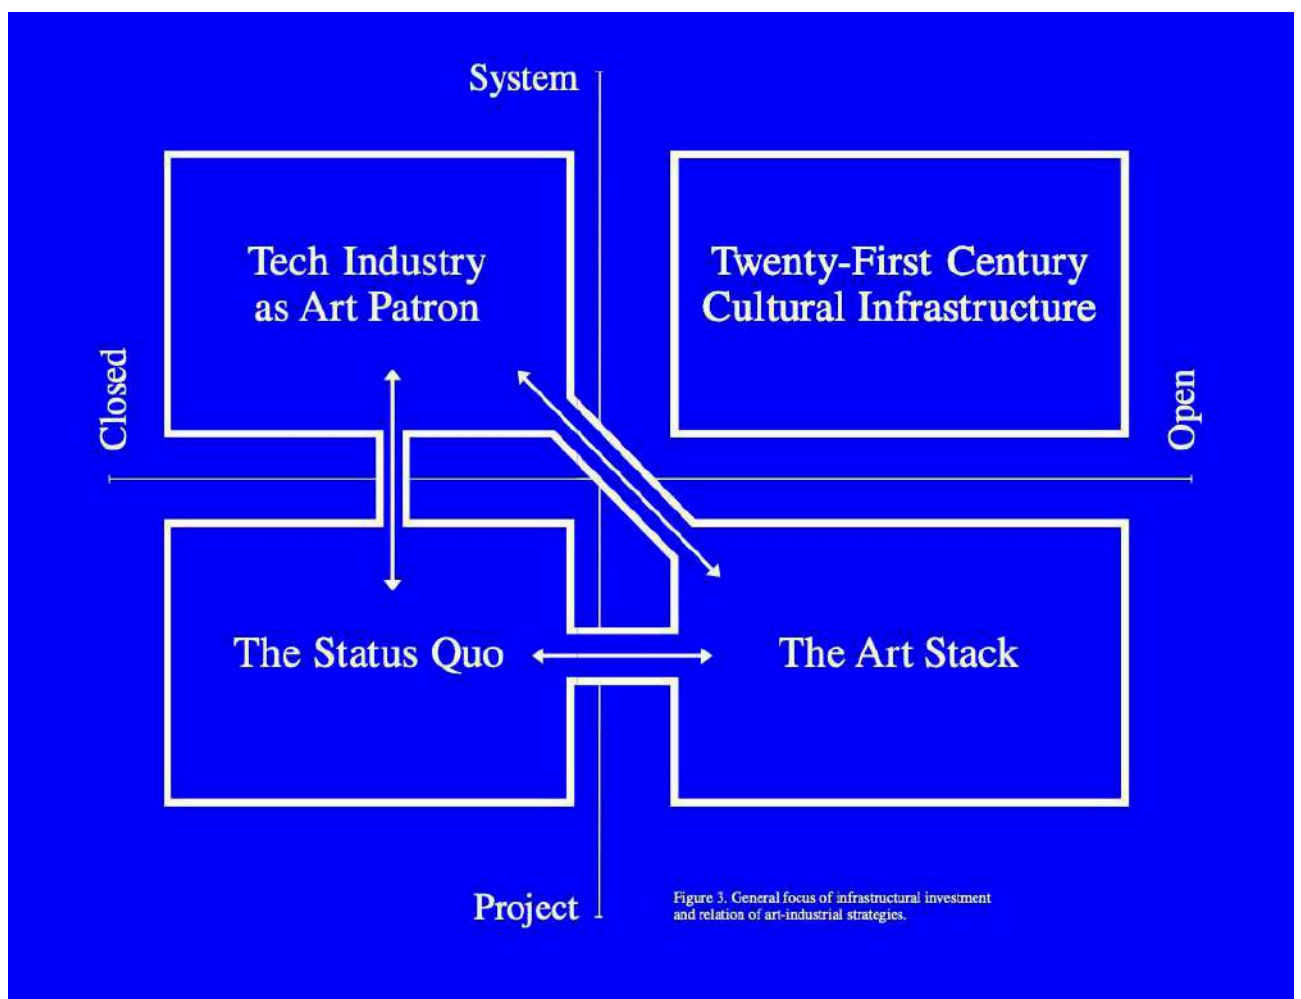 System
Tech Industry
as Art Patron
Twenty-First Century
Cultural Infrastructure
Closed
Open
The Status Quo
The Art Stack
Project
Figure 3. General focus of infrastructural investment
and relation of art-industrial strategies.